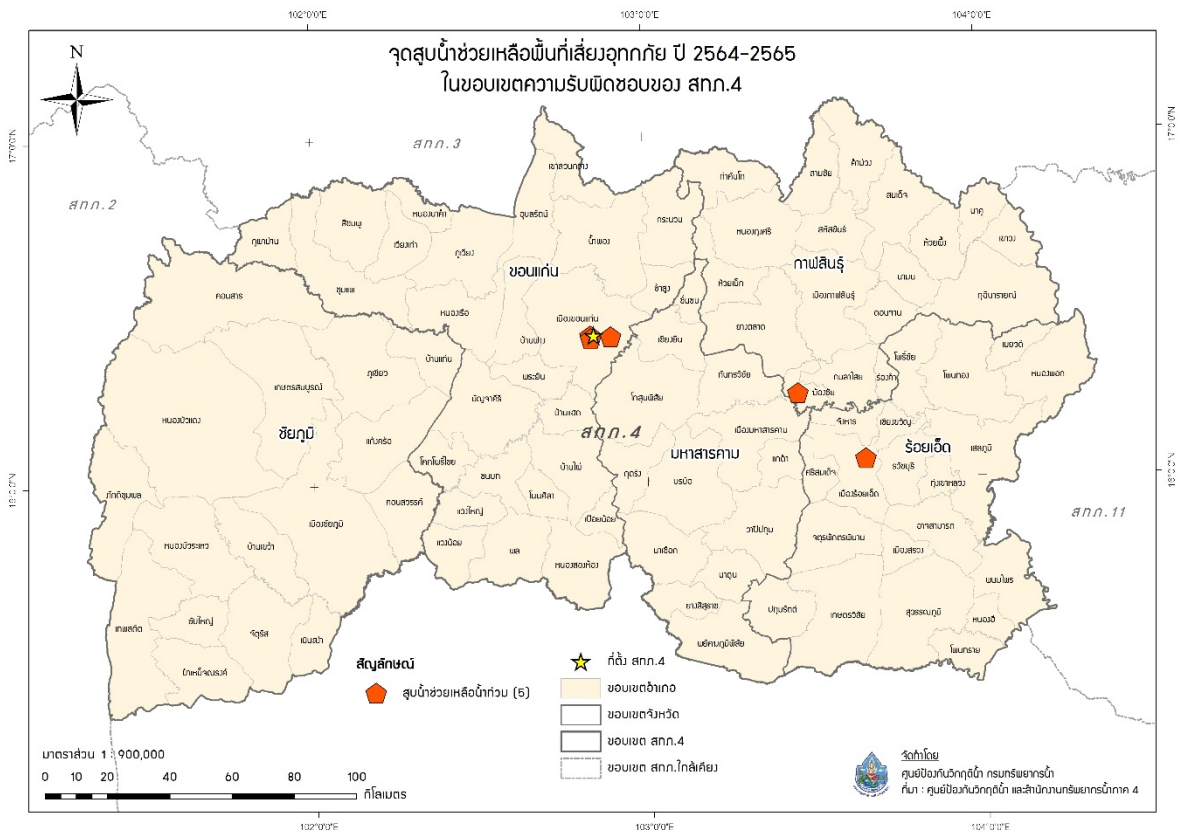 102°0'0"E 103°0'0"E 104°0'0"E
N
จุดสูบน้ำช่วยเหลือพื้นที่เสี่ยงอุทกภัย ปี 2564-2565
ในขอบเขตความรับผิดชอบของ สทภ.4
17°0'0"N 17°0'0"N
สทภ.3
สทภ.2
เขาสวนกวาง
อุบลรัตน์
น้ำพอง
กระนวน
ท่าคันโท
สามชัย
คำม่วง
สมเด็จ
นาคู
เขาวง
ห้วยผึ้ง
หนองกุงศรี
สหัสขันธ์
กาฬสินธุ์
นามน
กุฉินารายณ์
ห้วยเม็ก
เมืองกาฬสินธุ์
ดอนจาน
ยางตลาด
กมลาไสย
ร่องคำ
ฆ้องชัย
สีชมพู
หนองนาคำ
เวียงเก่า
ภูเวียง
ภูผาม่าน
ชุมแพ
ขอนแก่น
ซำสูง
ชื่นชม
หนองเรือ
เมืองขอนแก่น
บ้านฝาง
เชียงยืน
คอนสาร
บ้านแท่น
ภูเขียว
เกษตรสมบูรณ์
หนองบัวแดง
ชัยภูมิ
แก้งคร้อ
พระยืน
มัญจาคีรี
บ้านแฮด
สทภ.4
โคกโพธิ์ไชย
ชนบท
บ้านไผ่
โกสุมพิสัย
กันทรวิชัย
เมืองมหาสารคาม
มหาสารคาม
แกดำ
กุดรัง
บรบือ
โพธิ์ชัย
โพนทอง
เมยวดี
หนองพอก
จังหาร
เชียงขวัญ
ร้อยเอ็ด
เสลภูมิ
ศรีสมเด็จ
ธวัชบุรี
ทุ่งเขาหลวง
เมืองร้อยเอ็ด
16°0'0"N 16°0'0"N
สทภ.11
ภักดีชุมพล
คอนสวรรค์
เมืองชัยภูมิ
แวงใหญ่
โนนศิลา
เปือยน้อย
แวงน้อย
พล
หนองสองห้อง
หนองบัวระเหว
บ้านเขว้า
วาปีปทุม
นาเชือก
นาดูน
ยางสีสุราช
พยัคฆภูมิพิสัย
จตุรพักตรพิมาน
อาจสามารถ
เมืองสรวง
พนมไพร
ปทุมรัตต์
เกษตรวิสัย
สุวรรณภูมิ
หนองฮี
โพนทราย
เทพสถิต
ซับใหญ่
จัตุรัส
เนินสง่า
บำเหน็จณรงค์
สัญลักษณ์
สูบน้ำช่วยเหลือน้ำท่วม (5)
ที่ตั้ง สทภ.4
ขอบเขตอำเภอ
ขอบเขตจังหวัด
ขอบเขต สทภ.4
ขอบเขต สทภ.ใกล้เคียง
มาตราส่วน 1 : 900,000
0 10 20 40 60 80 100
กิโลเมตร
จัดทำโดย
ศูนย์ป้องกันวิกฤติน้ำ กรมทรัพยากรน้ำ
ที่มา : ศูนย์ป้องกันวิกฤติน้ำ และสำนักงานทรัพยากรน้ำภาค 4
102°0'0"E 103°0'0"E 104°0'0"E